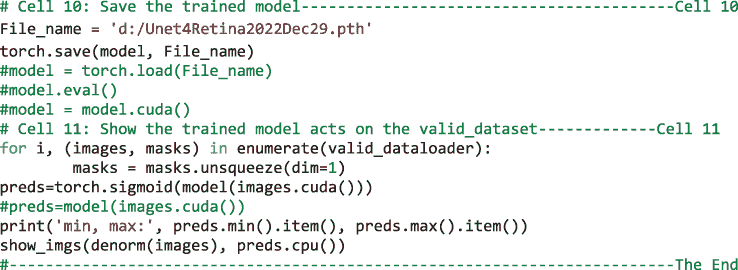 # Cell 10: Save the trained model----------------------------------------Cell 10
File_name = 'd:/Unet4Retina2022Dec29.pth'
torch.save(model, File_name)
#model = torch.load(File_name)
#model.eval()
#model = model.cuda()
# Cell 11: Show the trained model acts on the valid_dataset-------------Cell 11
for i, (images, masks) in enumerate(valid_dataloader):
        masks = masks.unsqueeze(dim=1)
preds=torch.sigmoid(model(images.cuda()))
#preds=model(images.cuda())
print('min, max:', preds.min().item(), preds.max().item())
show_imgs(denorm(images), preds.cpu())
#--------------------------------------------------------------------------The End